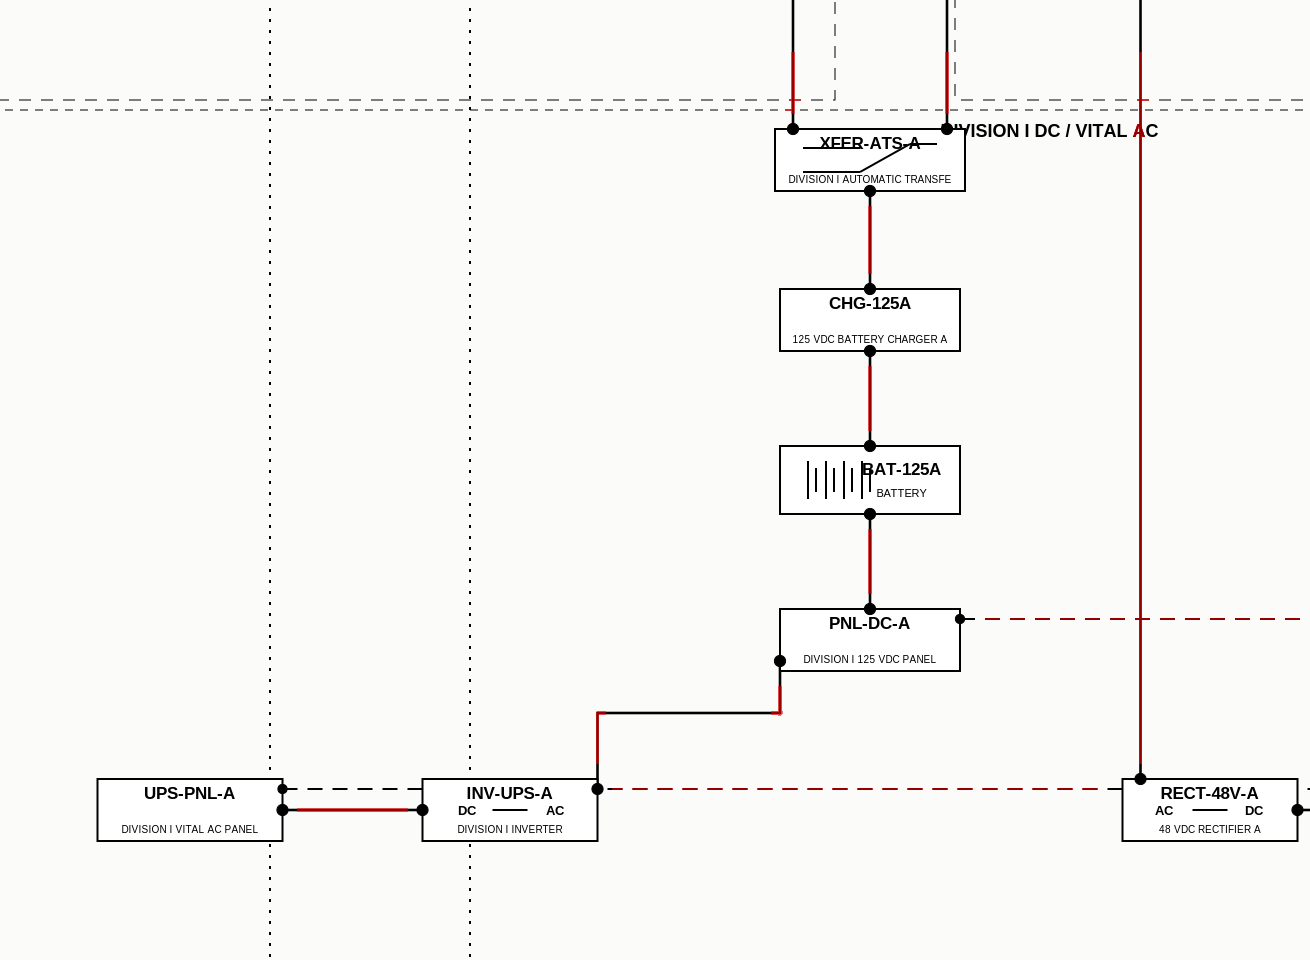 DIVISION I DC / VITAL AC
XFER-ATS-A
DIVISION I AUTOMATIC TRANSFE
CHG-125A
125 VDC BATTERY CHARGER A
BAT-125A
BATTERY
PNL-DC-A
DIVISION I 125 VDC PANEL
UPS-PNL-A
DIVISION I VITAL AC PANEL
INV-UPS-A
DC AC
DIVISION I INVERTER
RECT-48V-A
AC DC
48 VDC RECTIFIER A